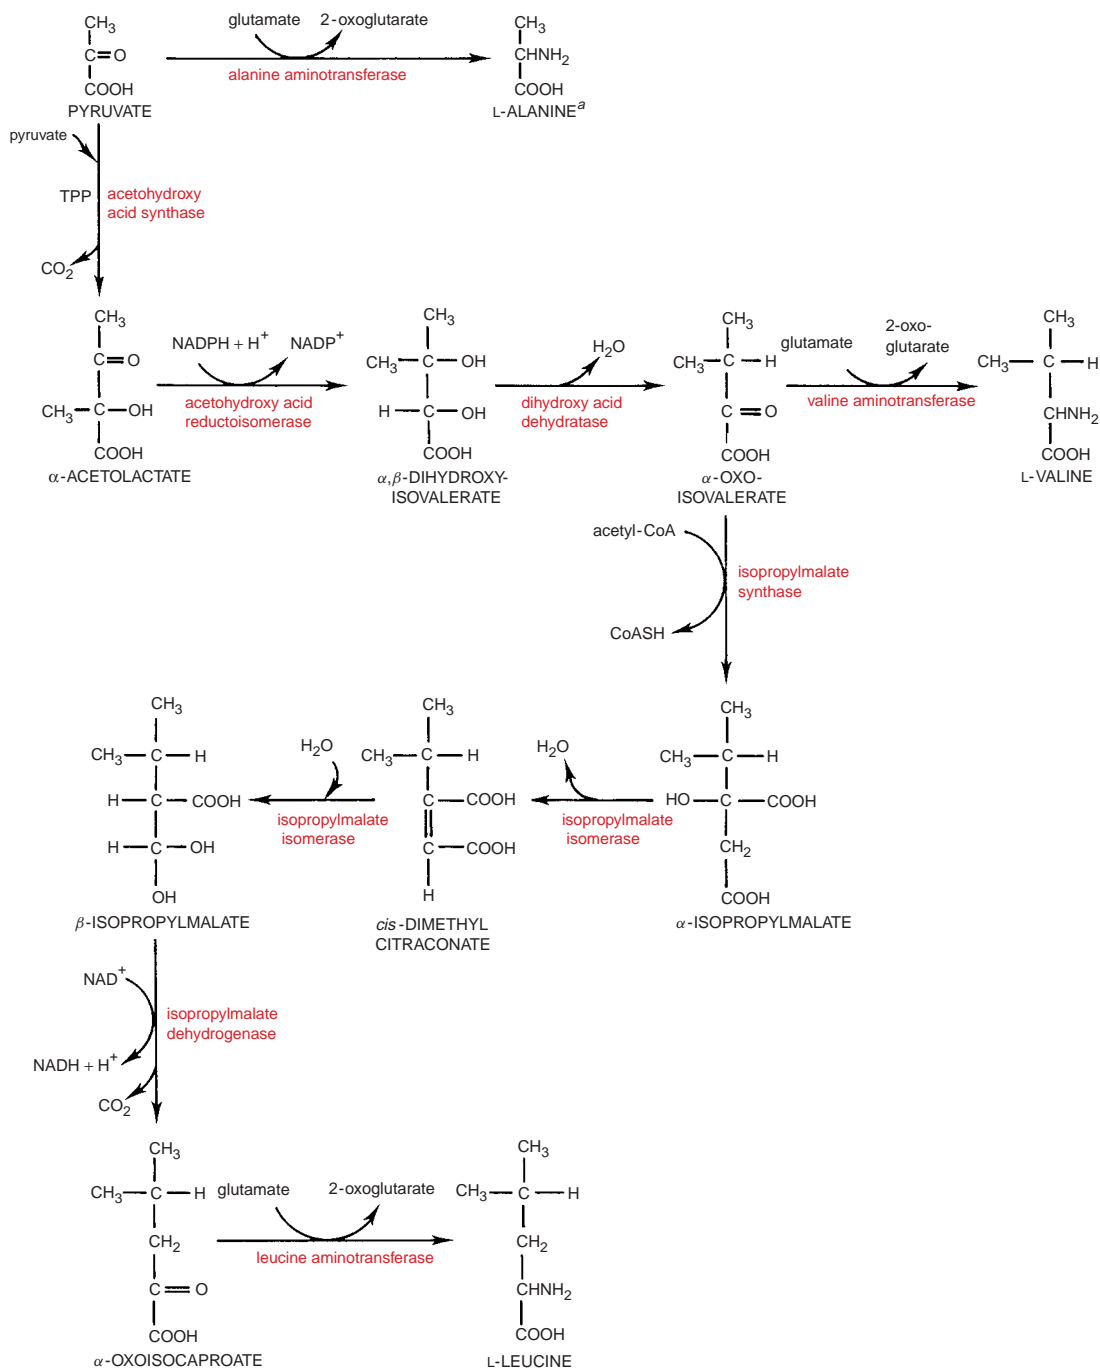 glutamate 2-oxoglutarate
CH₃
C=O
COOH
PYRUVATE
alanine aminotransferase
CH₃
CHNH₂
COOH
L-ALANINEᵃ
pyruvate
TPP
acetohydroxy
acid synthase
CO₂
CH₃
C=O
CH₃-C-OH
COOH
α-ACETOLACTATE
NADPH + H⁺ NADP⁺
acetohydroxy acid
reductoisomerase
CH₃
CH₃-C-OH
H-C-OH
COOH
α,β-DIHYDROXY-
ISOVALERATE
H₂O
dihydroxy acid
dehydratase
CH₃
CH₃-C-H
C=O
COOH
α-OXO-
ISOVALERATE
glutamate
2-oxo-
glutarate
valine aminotransferase
CH₃
CH₃-C-H
CHNH₂
COOH
L-VALINE
acetyl-CoA
isopropylmalate
synthase
CoASH
CH₃
CH₃-C-H
HO-C-COOH
CH₂
COOH
α-ISOPROPYLMALATE
H₂O
isopropylmalate
isomerase
CH₃
CH₃-C-H
C-COOH
C-COOH
H
cis-DIMETHYL
CITRACONATE
H₂O
isopropylmalate
isomerase
CH₃
CH₃-C-H
H-C-COOH
H-C-OH
OH
β-ISOPROPYLMALATE
NAD⁺
isopropylmalate
dehydrogenase
NADH + H⁺
CO₂
CH₃
CH₃-C-H
CH₂
C=O
COOH
α-OXOISOCAPROATE
glutamate 2-oxoglutarate
leucine aminotransferase
CH₃
CH₃-C-H
CH₂
CHNH₂
COOH
L-LEUCINE